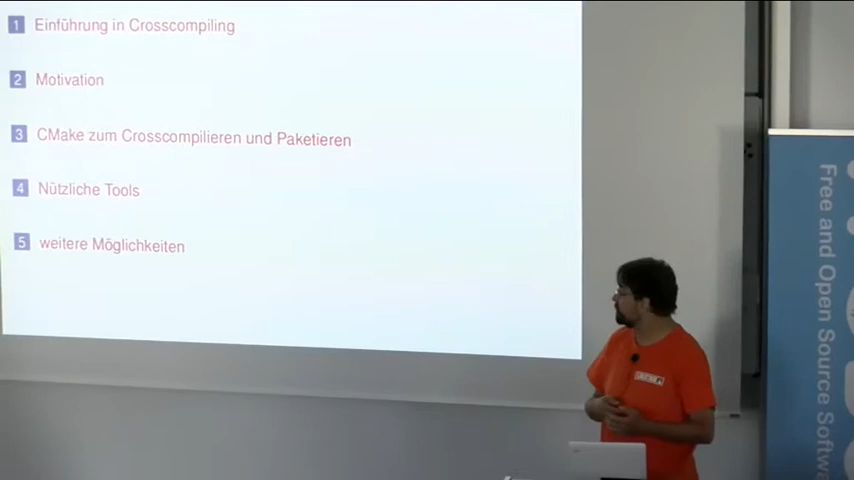 1 Einführung in Crosscompiling
2 Motivation
3 CMake zum Crosscompilieren und Paketieren
4 Nützliche Tools
5 weitere Möglichkeiten
Free and Open Source Softwa